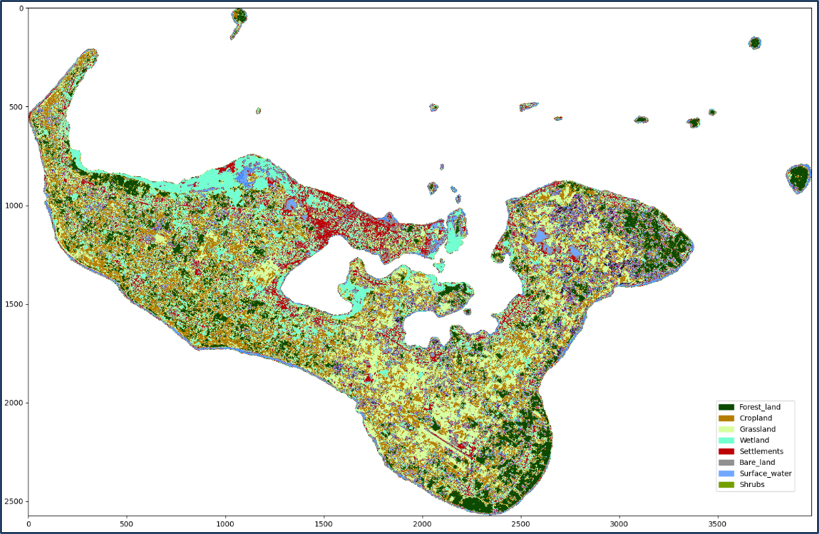 0
500
1000
1500
2000
2500
0
500
1000
1500
2000
2500
3000
3500
Forest_land
Cropland
Grassland
Wetland
Settlements
Bare_land
Surface_water
Shrubs